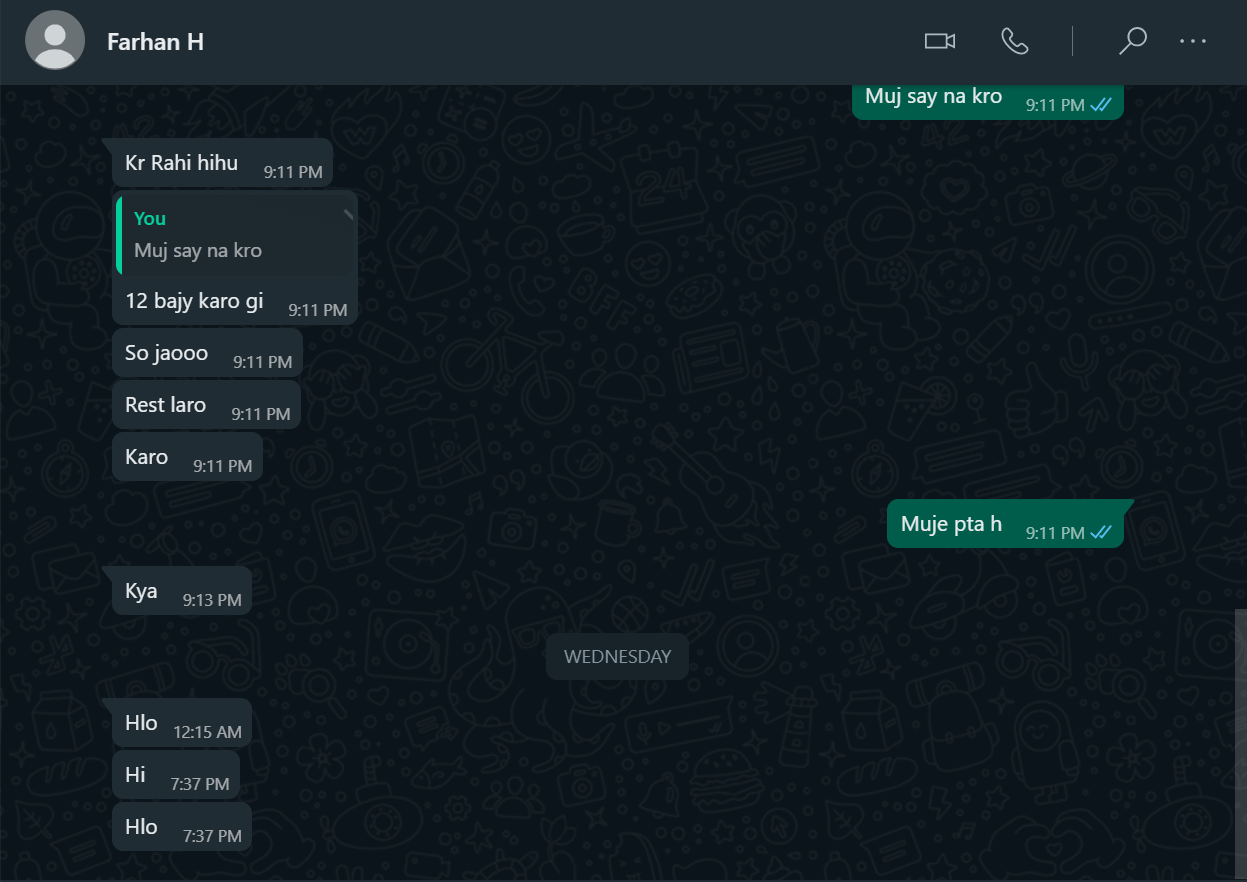 Farhan H
Muj say na kro 9:11 PM
Kr Rahi hihu 9:11 PM
You
Muj say na kro
12 bajy karo gi 9:11 PM
So jaooo 9:11 PM
Rest laro 9:11 PM
Karo 9:11 PM
Muje pta h 9:11 PM
Kya 9:13 PM
WEDNESDAY
Hlo 12:15 AM
Hi 7:37 PM
Hlo 7:37 PM